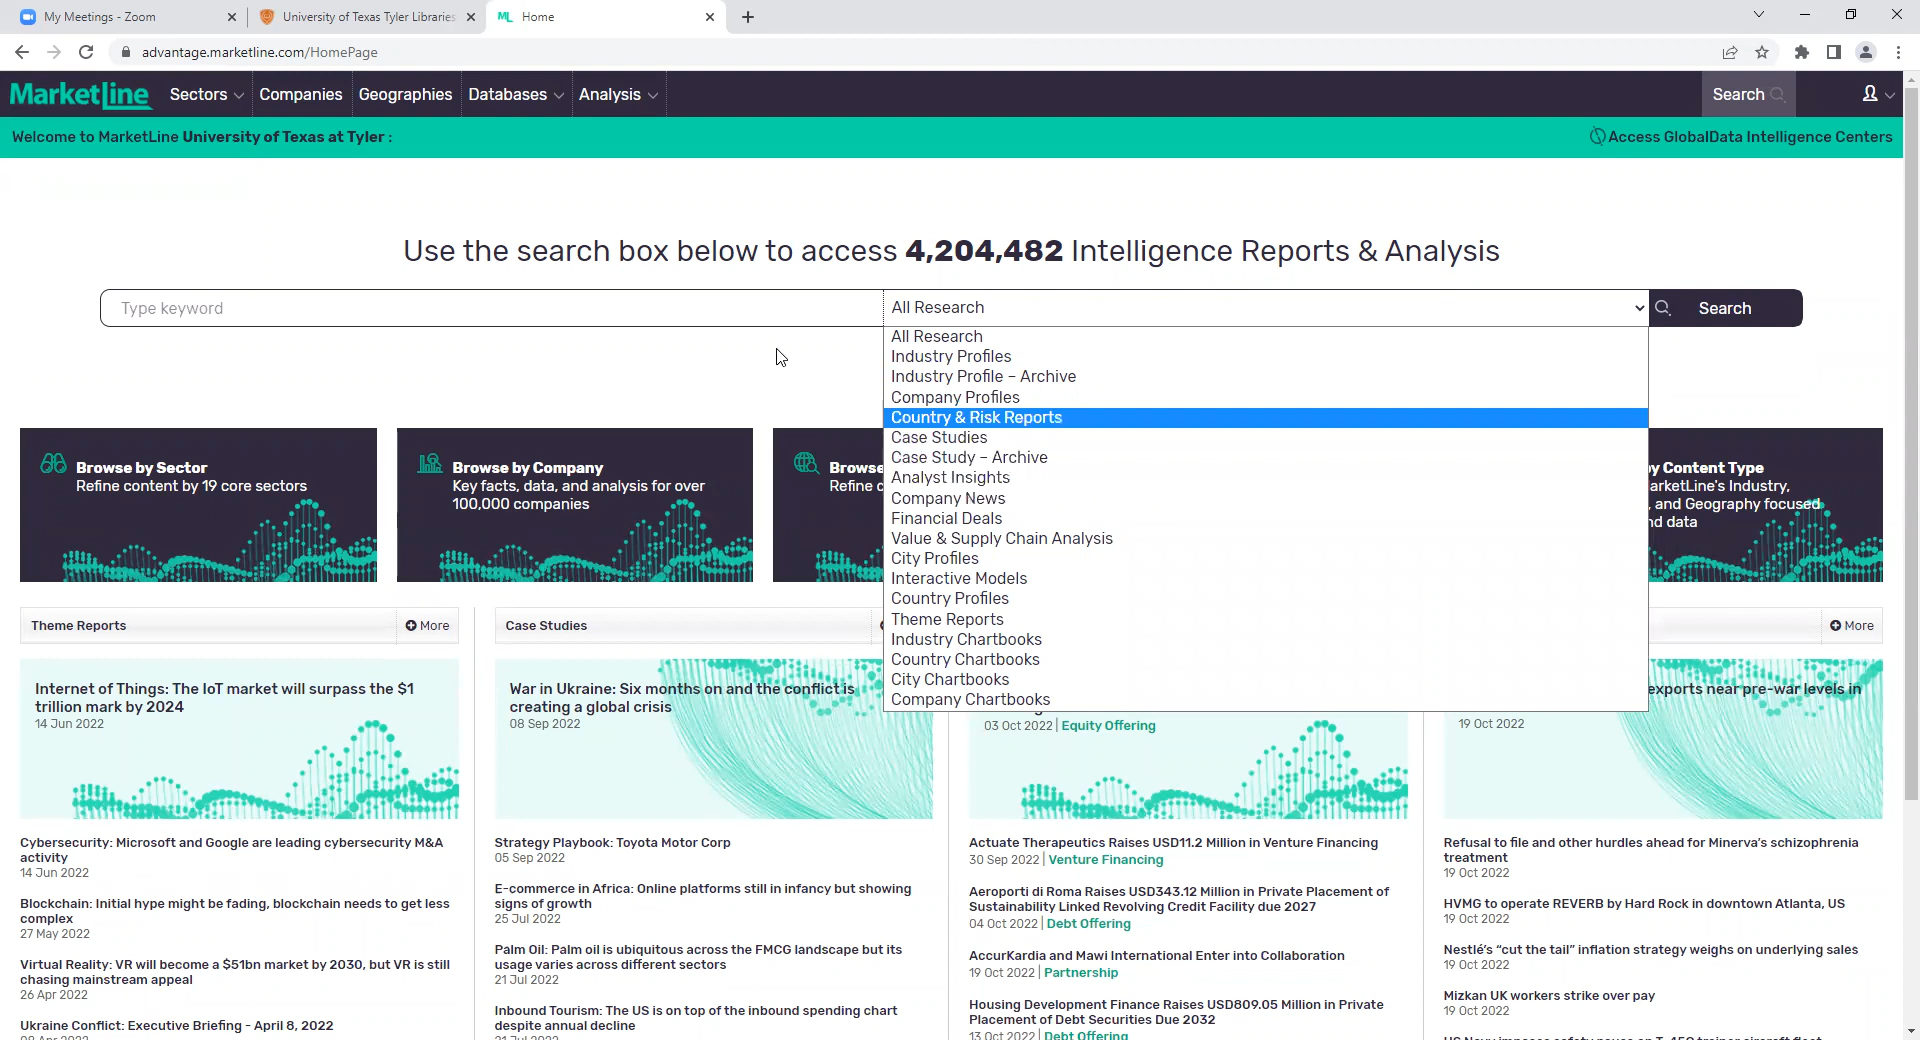 My Meetings - Zoom
University of Texas Tyler Libraries
ML Home
advantage.marketline.com/HomePage
MarketLine
Sectors
Companies
Geographies
Databases
Analysis
Search
Welcome to MarketLine University of Texas at Tyler :
Access GlobalData Intelligence Centers
Use the search box below to access 4,204,482 Intelligence Reports & Analysis
Type keyword
All Research
Search
All Research
Industry Profiles
Industry Profile – Archive
Company Profiles
Country & Risk Reports
Case Studies
Case Study – Archive
Analyst Insights
Company News
Financial Deals
Value & Supply Chain Analysis
City Profiles
Interactive Models
Country Profiles
Theme Reports
Industry Chartbooks
Country Chartbooks
City Chartbooks
Company Chartbooks
Browse by Sector
Refine content by 19 core sectors
Browse by Company
Key facts, data, and analysis for over
100,000 companies
Browse
Refine c
y Content Type
arketLine's Industry,
, and Geography focused
nd data
Theme Reports
More
Internet of Things: The IoT market will surpass the $1
trillion mark by 2024
14 Jun 2022
Cybersecurity: Microsoft and Google are leading cybersecurity M&A
activity
14 Jun 2022
Blockchain: Initial hype might be fading, blockchain needs to get less
complex
27 May 2022
Virtual Reality: VR will become a $51bn market by 2030, but VR is still
chasing mainstream appeal
26 Apr 2022
Ukraine Conflict: Executive Briefing - April 8, 2022
08 Apr 2022
Case Studies
War in Ukraine: Six months on and the conflict is
creating a global crisis
08 Sep 2022
Strategy Playbook: Toyota Motor Corp
05 Sep 2022
E-commerce in Africa: Online platforms still in infancy but showing
signs of growth
25 Jul 2022
Palm Oil: Palm oil is ubiquitous across the FMCG landscape but its
usage varies across different sectors
21 Jul 2022
Inbound Tourism: The US is on top of the inbound spending chart
despite annual decline
21 Jul 2022
03 Oct 2022 | Equity Offering
Actuate Therapeutics Raises USD11.2 Million in Venture Financing
30 Sep 2022 | Venture Financing
Aeroporti di Roma Raises USD343.12 Million in Private Placement of
Sustainability Linked Revolving Credit Facility due 2027
04 Oct 2022 | Debt Offering
AccurKardia and Mawi International Enter into Collaboration
19 Oct 2022 | Partnership
Housing Development Finance Raises USD809.05 Million in Private
Placement of Debt Securities Due 2032
13 Oct 2022 | Debt Offering
More
exports near pre-war levels in
19 Oct 2022
Refusal to file and other hurdles ahead for Minerva's schizophrenia
treatment
19 Oct 2022
HVMG to operate REVERB by Hard Rock in downtown Atlanta, US
19 Oct 2022
Nestlé's “cut the tail” inflation strategy weighs on underlying sales
19 Oct 2022
Mizkan UK workers strike over pay
19 Oct 2022